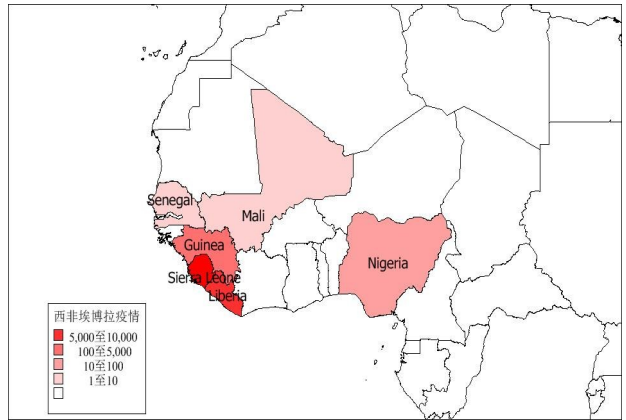 Senegal
Mali
Guinea
Nigeria
Sierra Leone
Liberia
西非埃博拉疫情
5,000至10,000
100至5,000
10至100
1至10